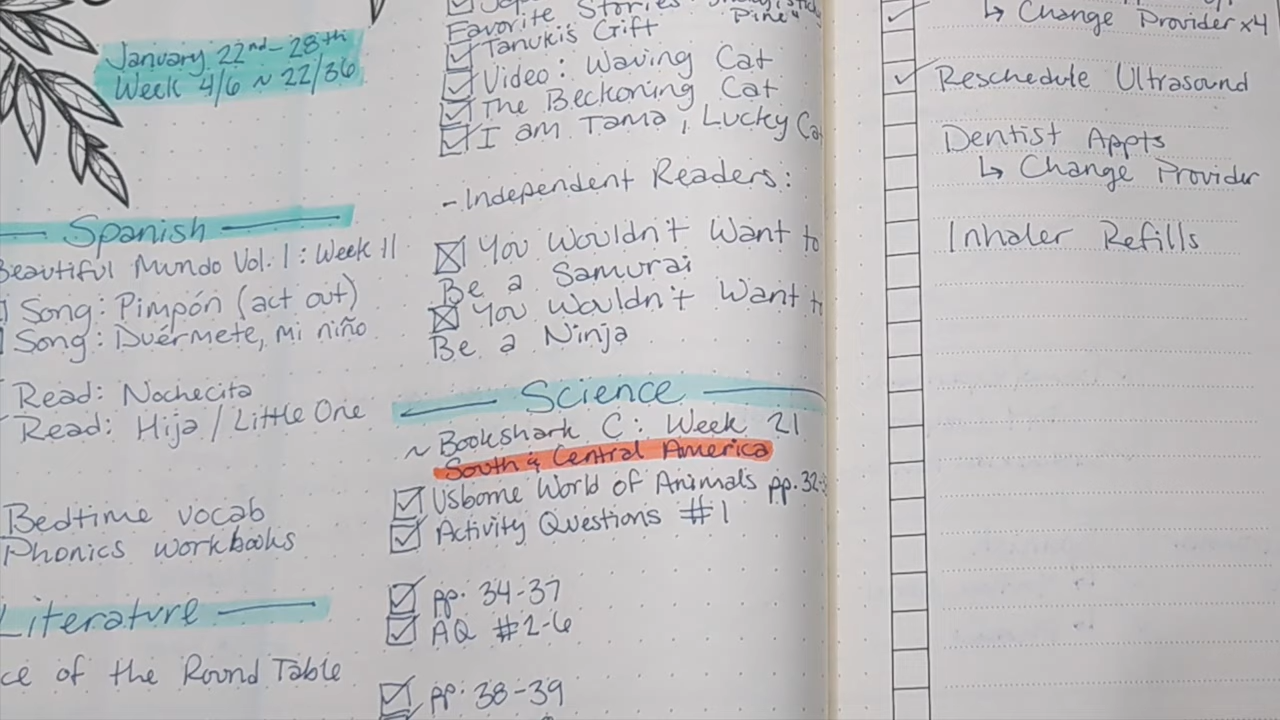 January 22nd - 28th
Week 4/6 ~ 22/36
Spanish
Beautiful Mundo Vol. 1: Week 11
Song: Pimpón (act out)
Song: Duérmete, mi niño
Read: Nochecita
Read: Hija / Little One
Bedtime vocab
Phonics workbooks
Literature
of the Round Table
Favorite Stories:
Pine"
Tanuki's Gift
Video: Waving Cat
The Beckoning Cat
I am Tama, Lucky
- Independent Readers:
You Wouldn't Want to
Be a Samurai
You Wouldn't Want
Be a Ninja
Science
~ Bookshark C: Week 21
South & Central America
Usborne World of Animals pp. 32-
Activity Questions #1
pp. 34-37
AQ #2-6
pp. 38-39
↳ Change Provider x4
Reschedule Ultrasound
Dentist Appts
↳ Change Provider
Inhaler Refills